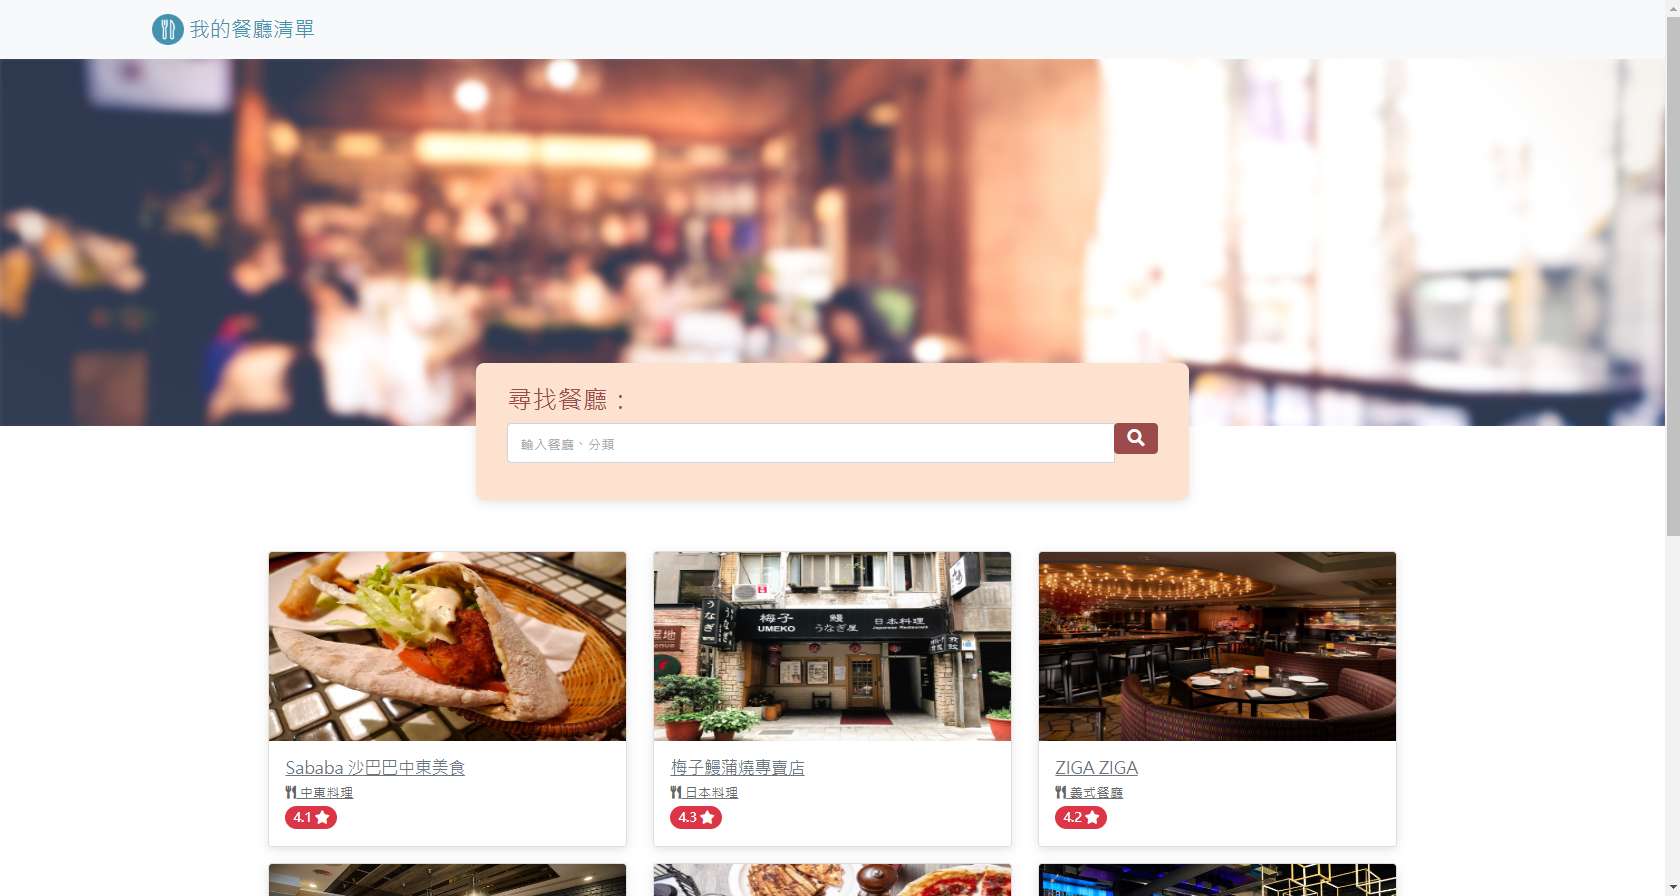 我的餐廳清單
尋找餐廳：
輸入餐廳、分類
うなぎ
梅子 鰻 日本料理
UMEKO うなぎ屋 Japanese Restaurant
Sababa 沙巴巴中東美食
中東料理
4.1
梅子鰻蒲燒專賣店
日本料理
4.3
ZIGA ZIGA
義式餐廳
4.2